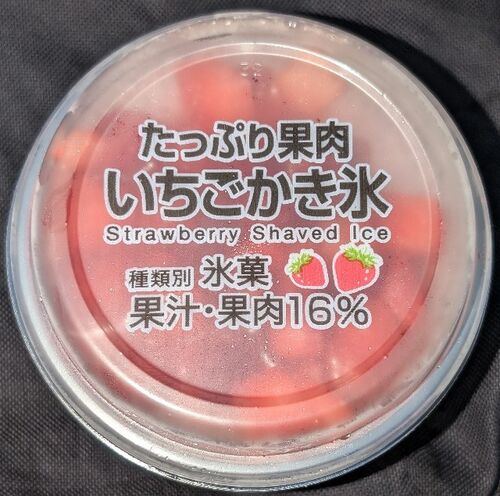 たっぷり果肉
いちごかき氷
Strawberry Shaved Ice
種類別 氷菓
果汁・果肉16%